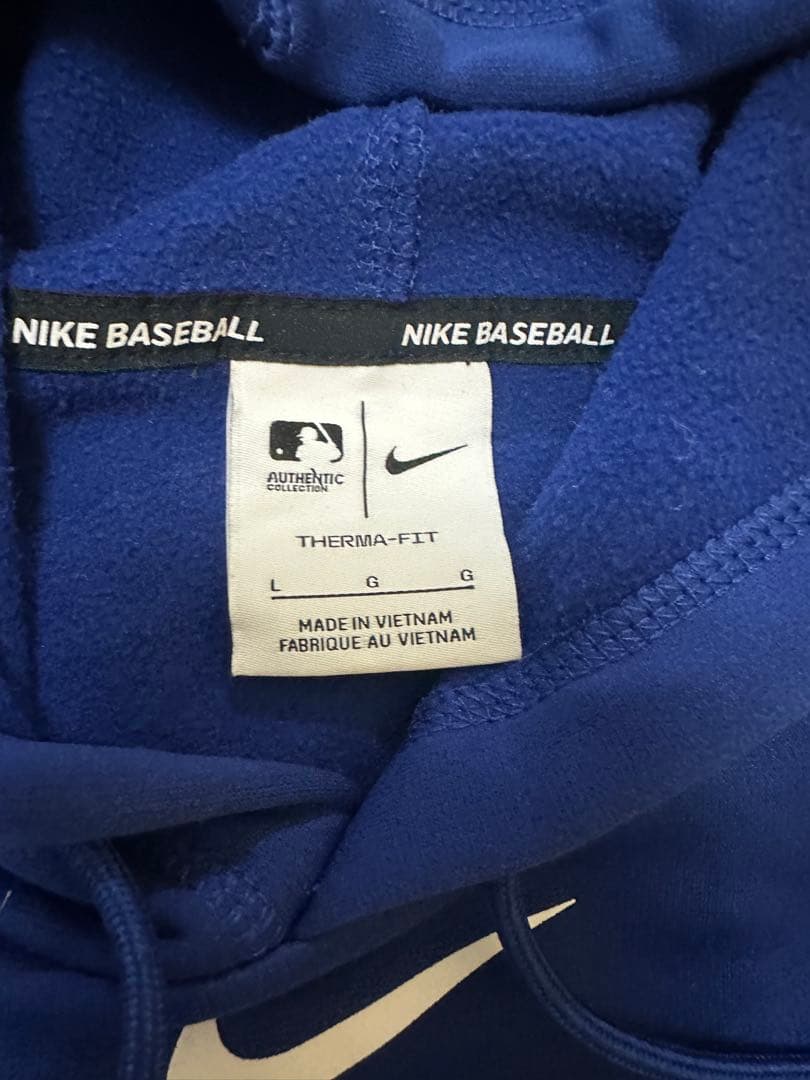 NIKE BASEBALL NIKE BASEBALL
AUTHENTIC
COLLECTION
THERMA-FIT
L G G
MADE IN VIETNAM
FABRIQUE AU VIETNAM